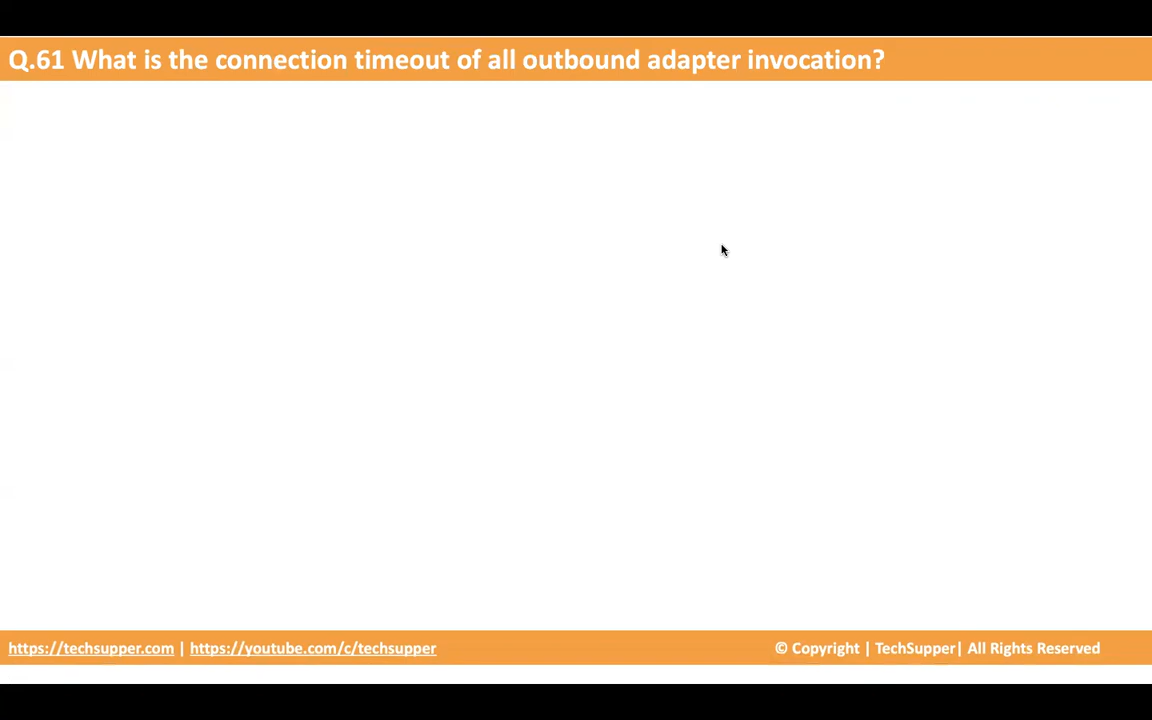 Q.61 What is the connection timeout of all outbound adapter invocation?
https://techsupper.com | https://youtube.com/c/techsupper
© Copyright | TechSupper| All Rights Reserved